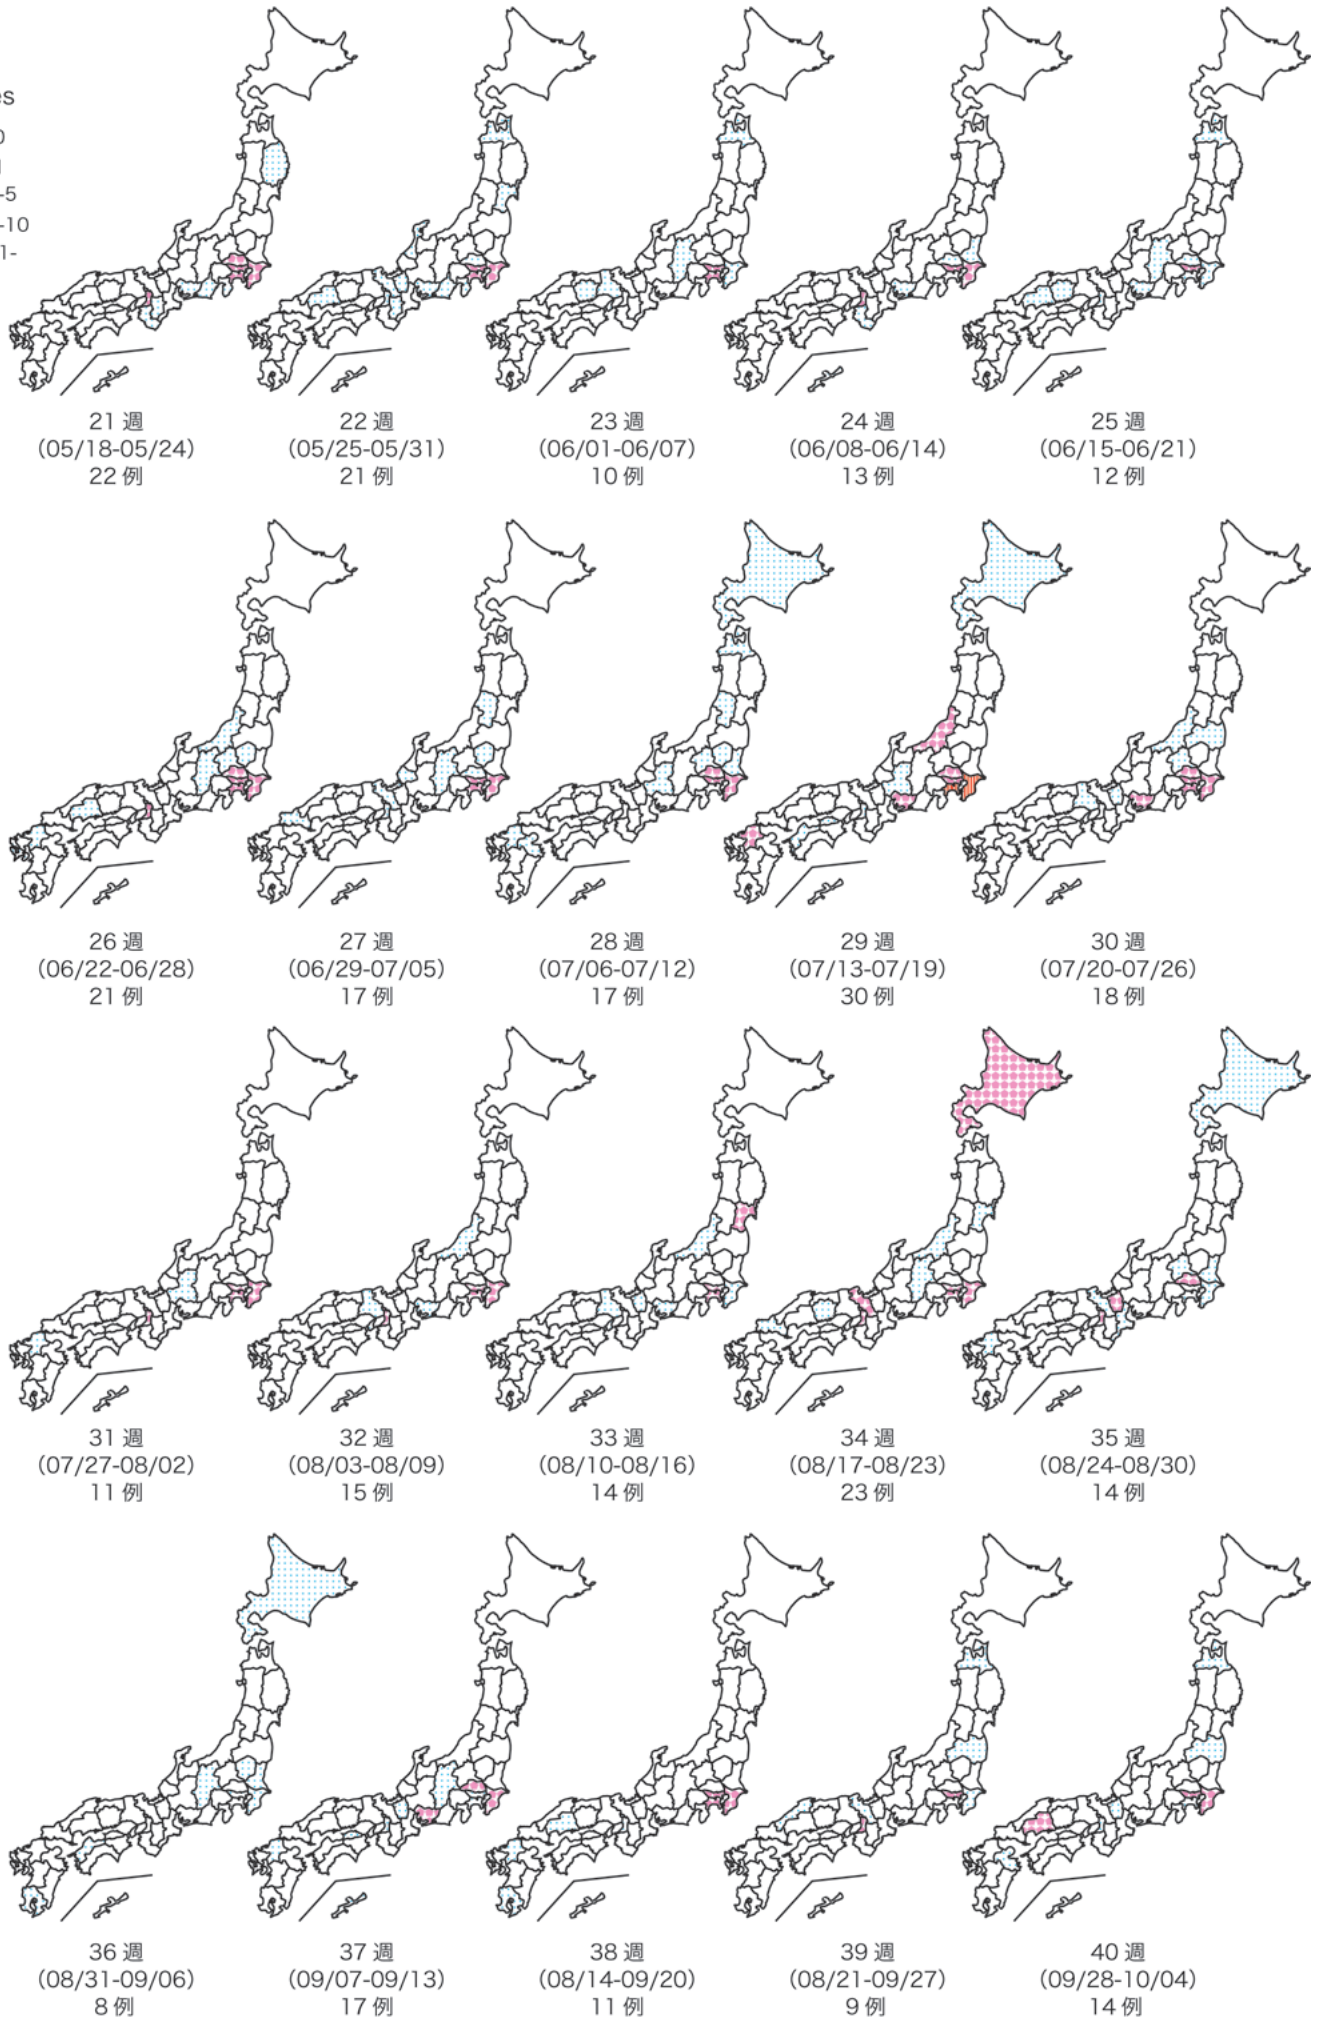 es
0
-5
-10
1-
21 週
(05/18-05/24)
22 例
22 週
(05/25-05/31)
21 例
23 週
(06/01-06/07)
10 例
24 週
(06/08-06/14)
13 例
25 週
(06/15-06/21)
12 例
26 週
(06/22-06/28)
21 例
27 週
(06/29-07/05)
17 例
28 週
(07/06-07/12)
17 例
29 週
(07/13-07/19)
30 例
30 週
(07/20-07/26)
18 例
31 週
(07/27-08/02)
11 例
32 週
(08/03-08/09)
15 例
33 週
(08/10-08/16)
14 例
34 週
(08/17-08/23)
23 例
35 週
(08/24-08/30)
14 例
36 週
(08/31-09/06)
8 例
37 週
(09/07-09/13)
17 例
38 週
(08/14-09/20)
11 例
39 週
(08/21-09/27)
9 例
40 週
(09/28-10/04)
14 例